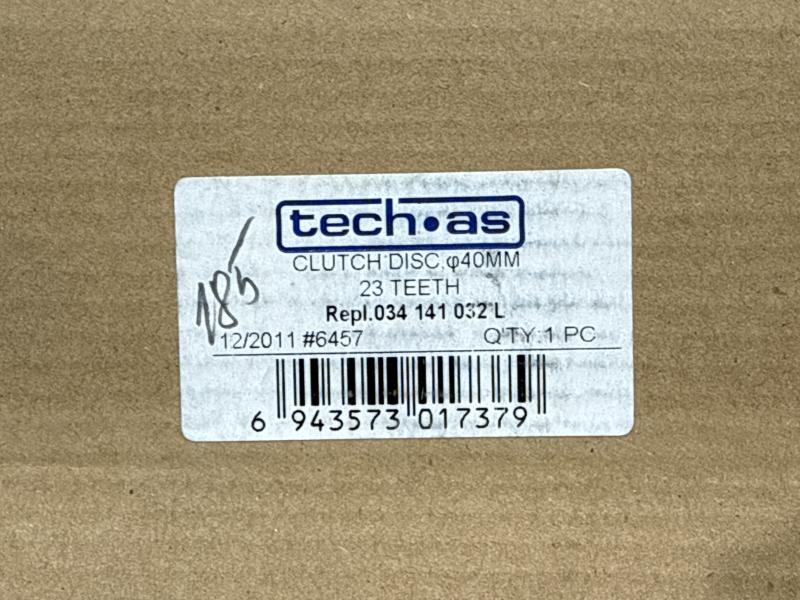 tech•as
CLUTCH DISC,φ40MM
23 TEETH
Repl.034 141 032 L
185
12/2011 #6457 Q'TY:1 PC
6 943573 017379